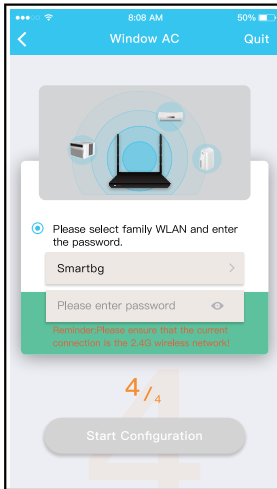 8:08 AM
50%
Window AC
Quit
Please select family WLAN and enter
the password.
Smartbg
Please enter password
Reminder:Please ensure that the current
connection is the 2.4G wireless network!
4/4
4
Start Configuration